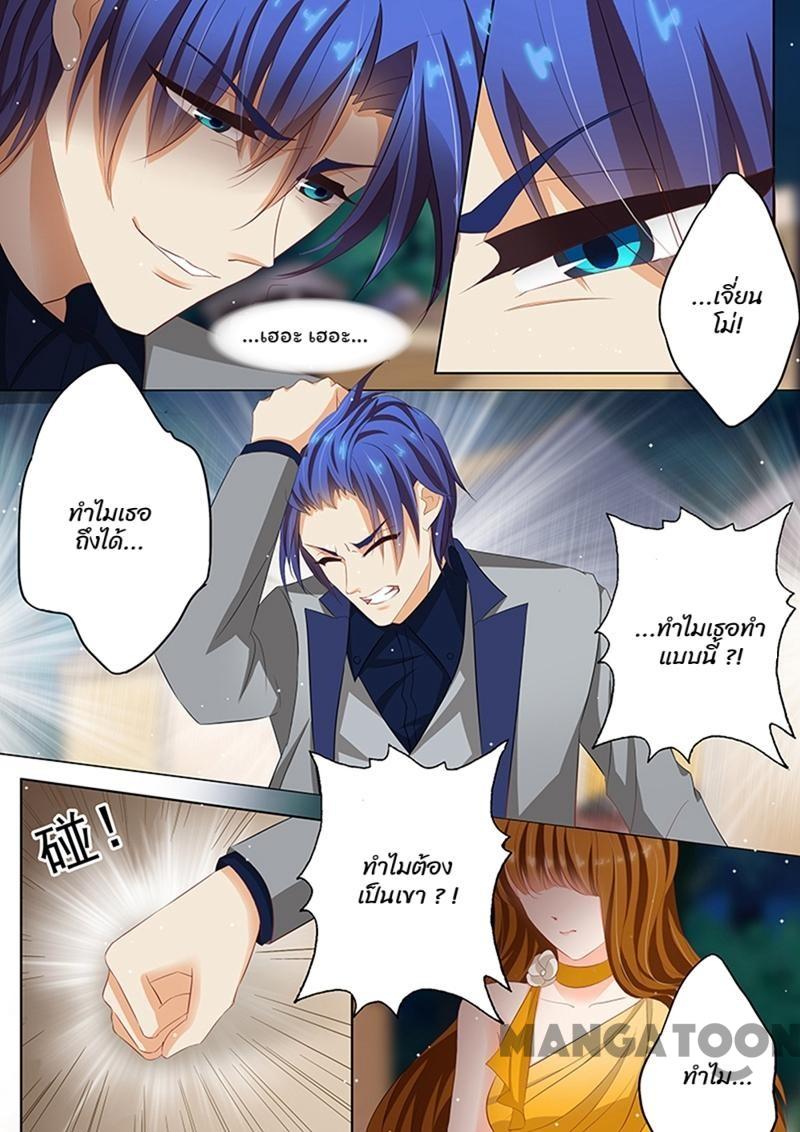 ...เฮอะ เฮอะ...
...เจี่ยน
โม่!
ทำไมเธอ
ถึงได้...
...ทำไมเธอทำ
แบบนี้ ?!
碰!
ทำไมต้อง
เป็นเขา ? !
ทำไม...
MANGATOON